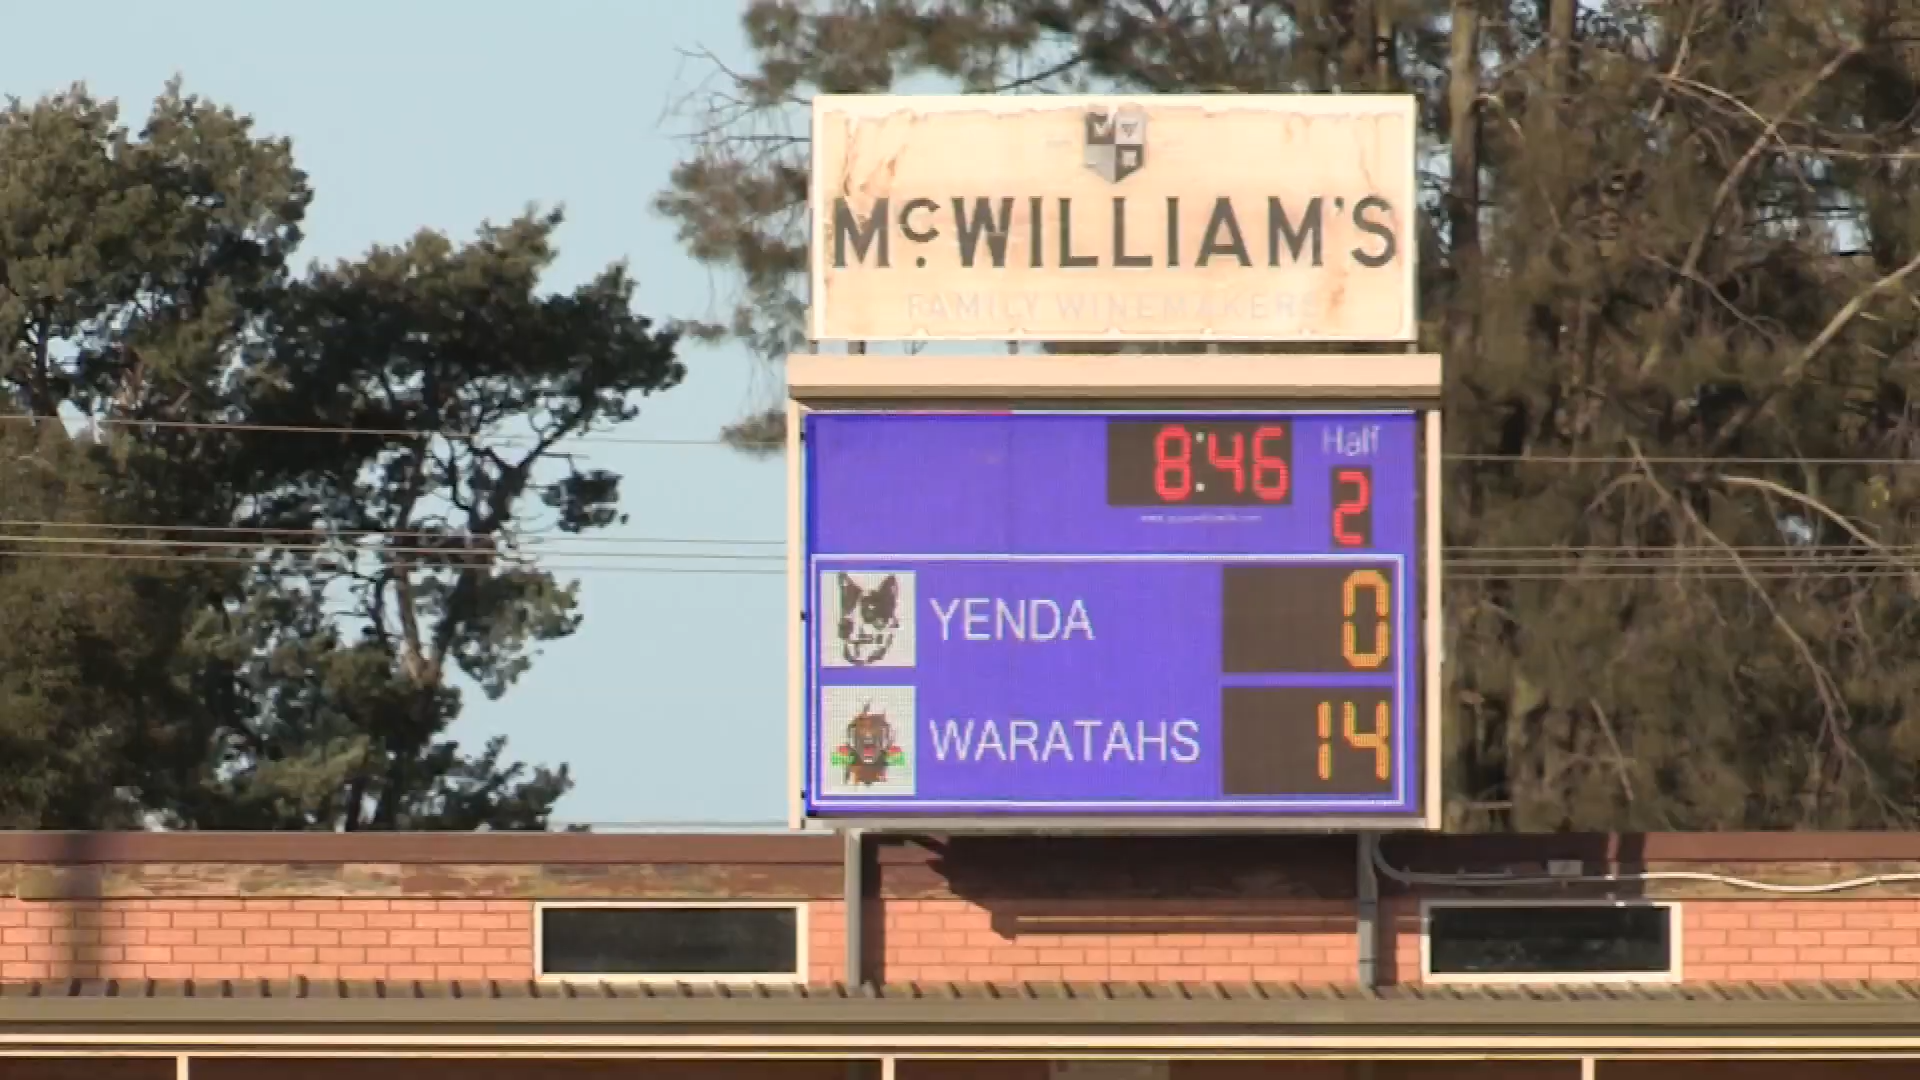 McWILLIAM'S
FAMILY WINEMAKERS
8:46 Half
2
YENDA 0
WARATAHS 14